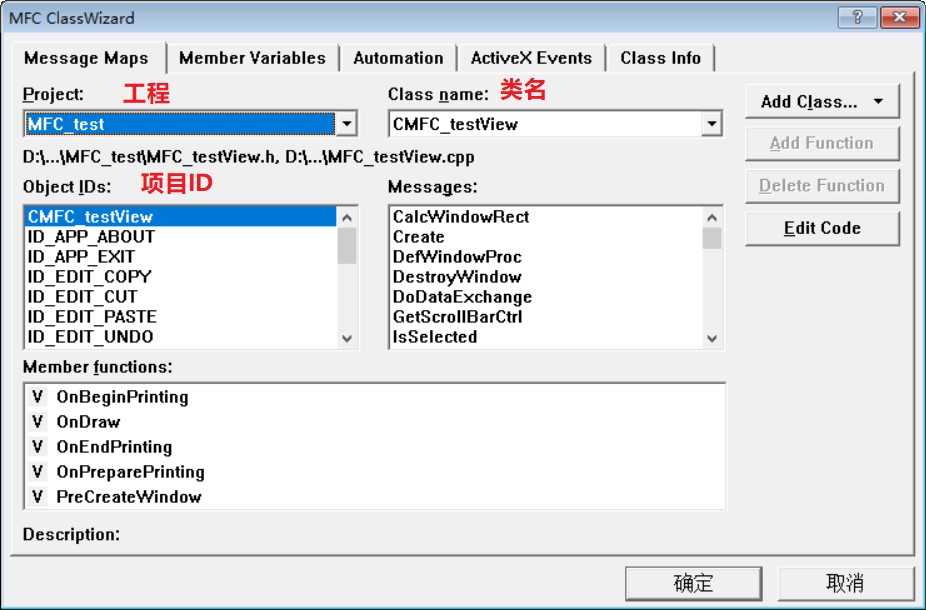 MFC ClassWizard
Message Maps Member Variables Automation ActiveX Events Class Info
Project: 工程 Class name: 类名
MFC_test CMFC_testView
D:\...\MFC_test\MFC_testView.h, D:\...\MFC_testView.cpp
Object IDs: 项目ID Messages:
CMFC_testView
ID_APP_ABOUT
ID_APP_EXIT
ID_EDIT_COPY
ID_EDIT_CUT
ID_EDIT_PASTE
ID_EDIT_UNDO
CalcWindowRect
Create
DefWindowProc
DestroyWindow
DoDataExchange
GetScrollBarCtrl
IsSelected
Add Class...
Add Function
Delete Function
Edit Code
Member functions:
V OnBeginPrinting
V OnDraw
V OnEndPrinting
V OnPreparePrinting
V PreCreateWindow
Description:
确定 取消